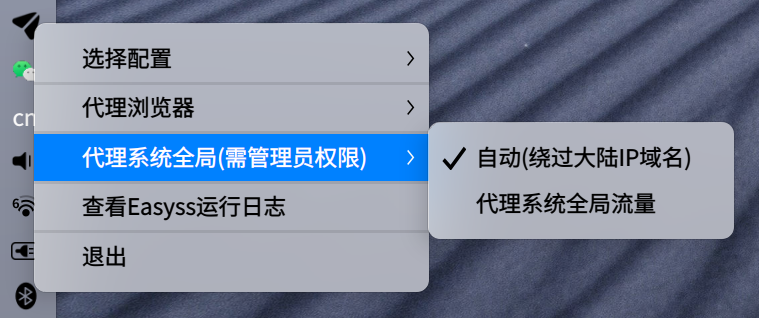 选择配置
代理浏览器
cn
代理系统全局(需管理员权限)
自动(绕过大陆IP域名)
代理系统全局流量
查看Easyss运行日志
6
退出